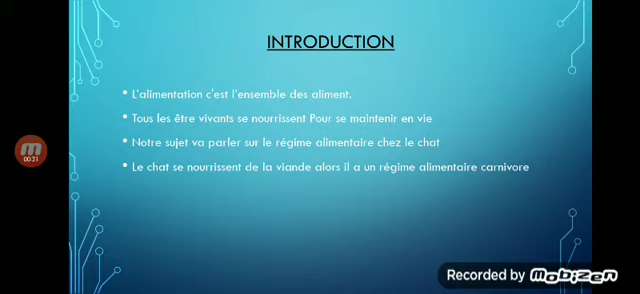 INTRODUCTION
• L'alimentation c'est l'ensemble des aliment.
• Tous les être vivants se nourrissent Pour se maintenir en vie
• Notre sujet va parler sur le régime alimentaire chez le chat
• Le chat se nourrissent de la viande alors il a un régime alimentaire carnivore
m
00:31
Recorded by mobizen